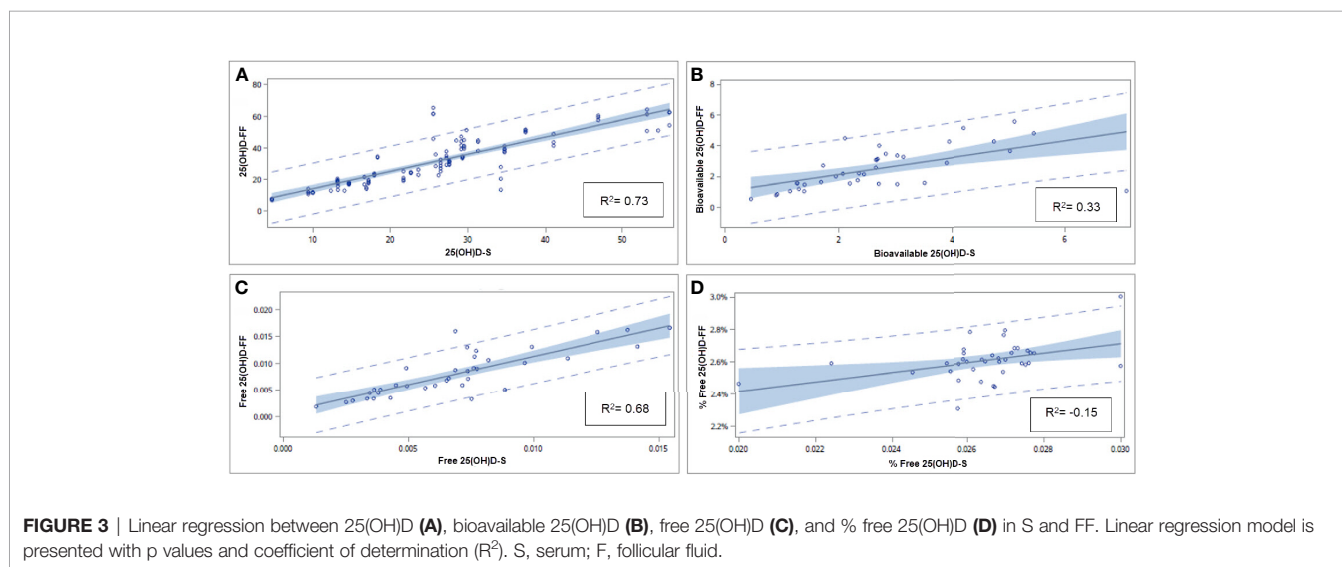 A
80
60
40
20
0
25(OH)D-FF
R²= 0.73
10
20
30
40
50
25(OH)D-S
B
8
6
4
2
0
Bioavailable 25(OH)D-FF
R²= 0.33
0
2
4
6
Bioavailable 25(OH)D-S
C
0.020
0.015
0.010
0.005
0.000
Free 25(OH)D-FF
R²= 0.68
0.000
0.005
0.010
0.015
Free 25(OH)D-S
D
3.0%
2.8%
2.6%
2.4%
2.2%
% Free 25(OH)D-FF
R²= -0.15
0.020
0.022
0.024
0.026
0.028
0.030
% Free 25(OH)D-S
FIGURE 3 | Linear regression between 25(OH)D (A), bioavailable 25(OH)D (B), free 25(OH)D (C), and % free 25(OH)D (D) in S and FF. Linear regression model is
presented with p values and coefficient of determination (R²). S, serum; F, follicular fluid.